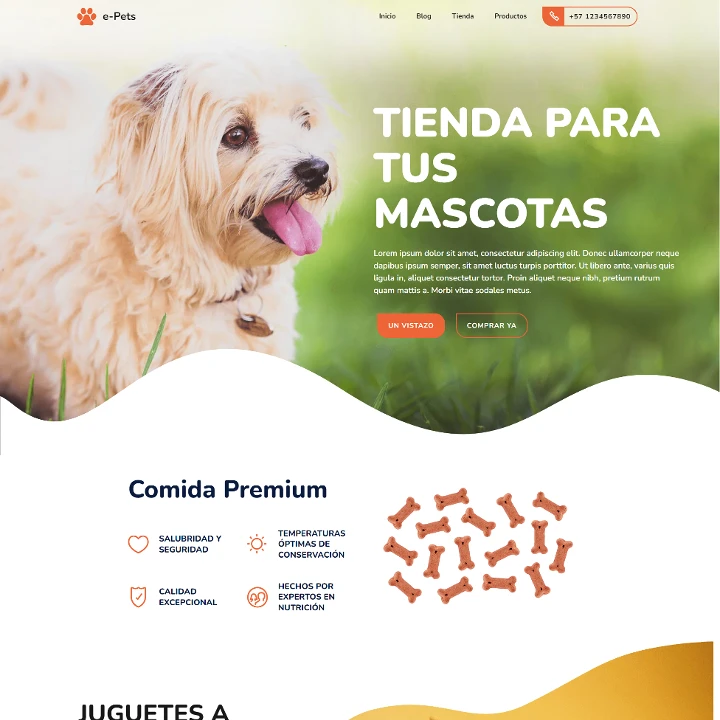 e-Pets
Inicio Blog Tienda Productos +57 1234567890
TIENDA PARA
TUS
MASCOTAS
Lorem ipsum dolor sit amet, consectetur adipiscing elit. Donec ullamcorper neque
dapibus ipsum semper, sit amet luctus turpis porttitor. Ut libero ante, varius quis
ligula in, aliquet consectetur tortor. Proin aliquet neque nibh, pretium rutrum
quam mattis a. Morbi vitae sodales metus.
UN VISTAZO COMPRAR YA
Comida Premium
SALUBRIDAD Y
SEGURIDAD
TEMPERATURAS
ÓPTIMAS DE
CONSERVACIÓN
CALIDAD
EXCEPCIONAL
HECHOS POR
EXPERTOS EN
NUTRICIÓN
JUGUETES A